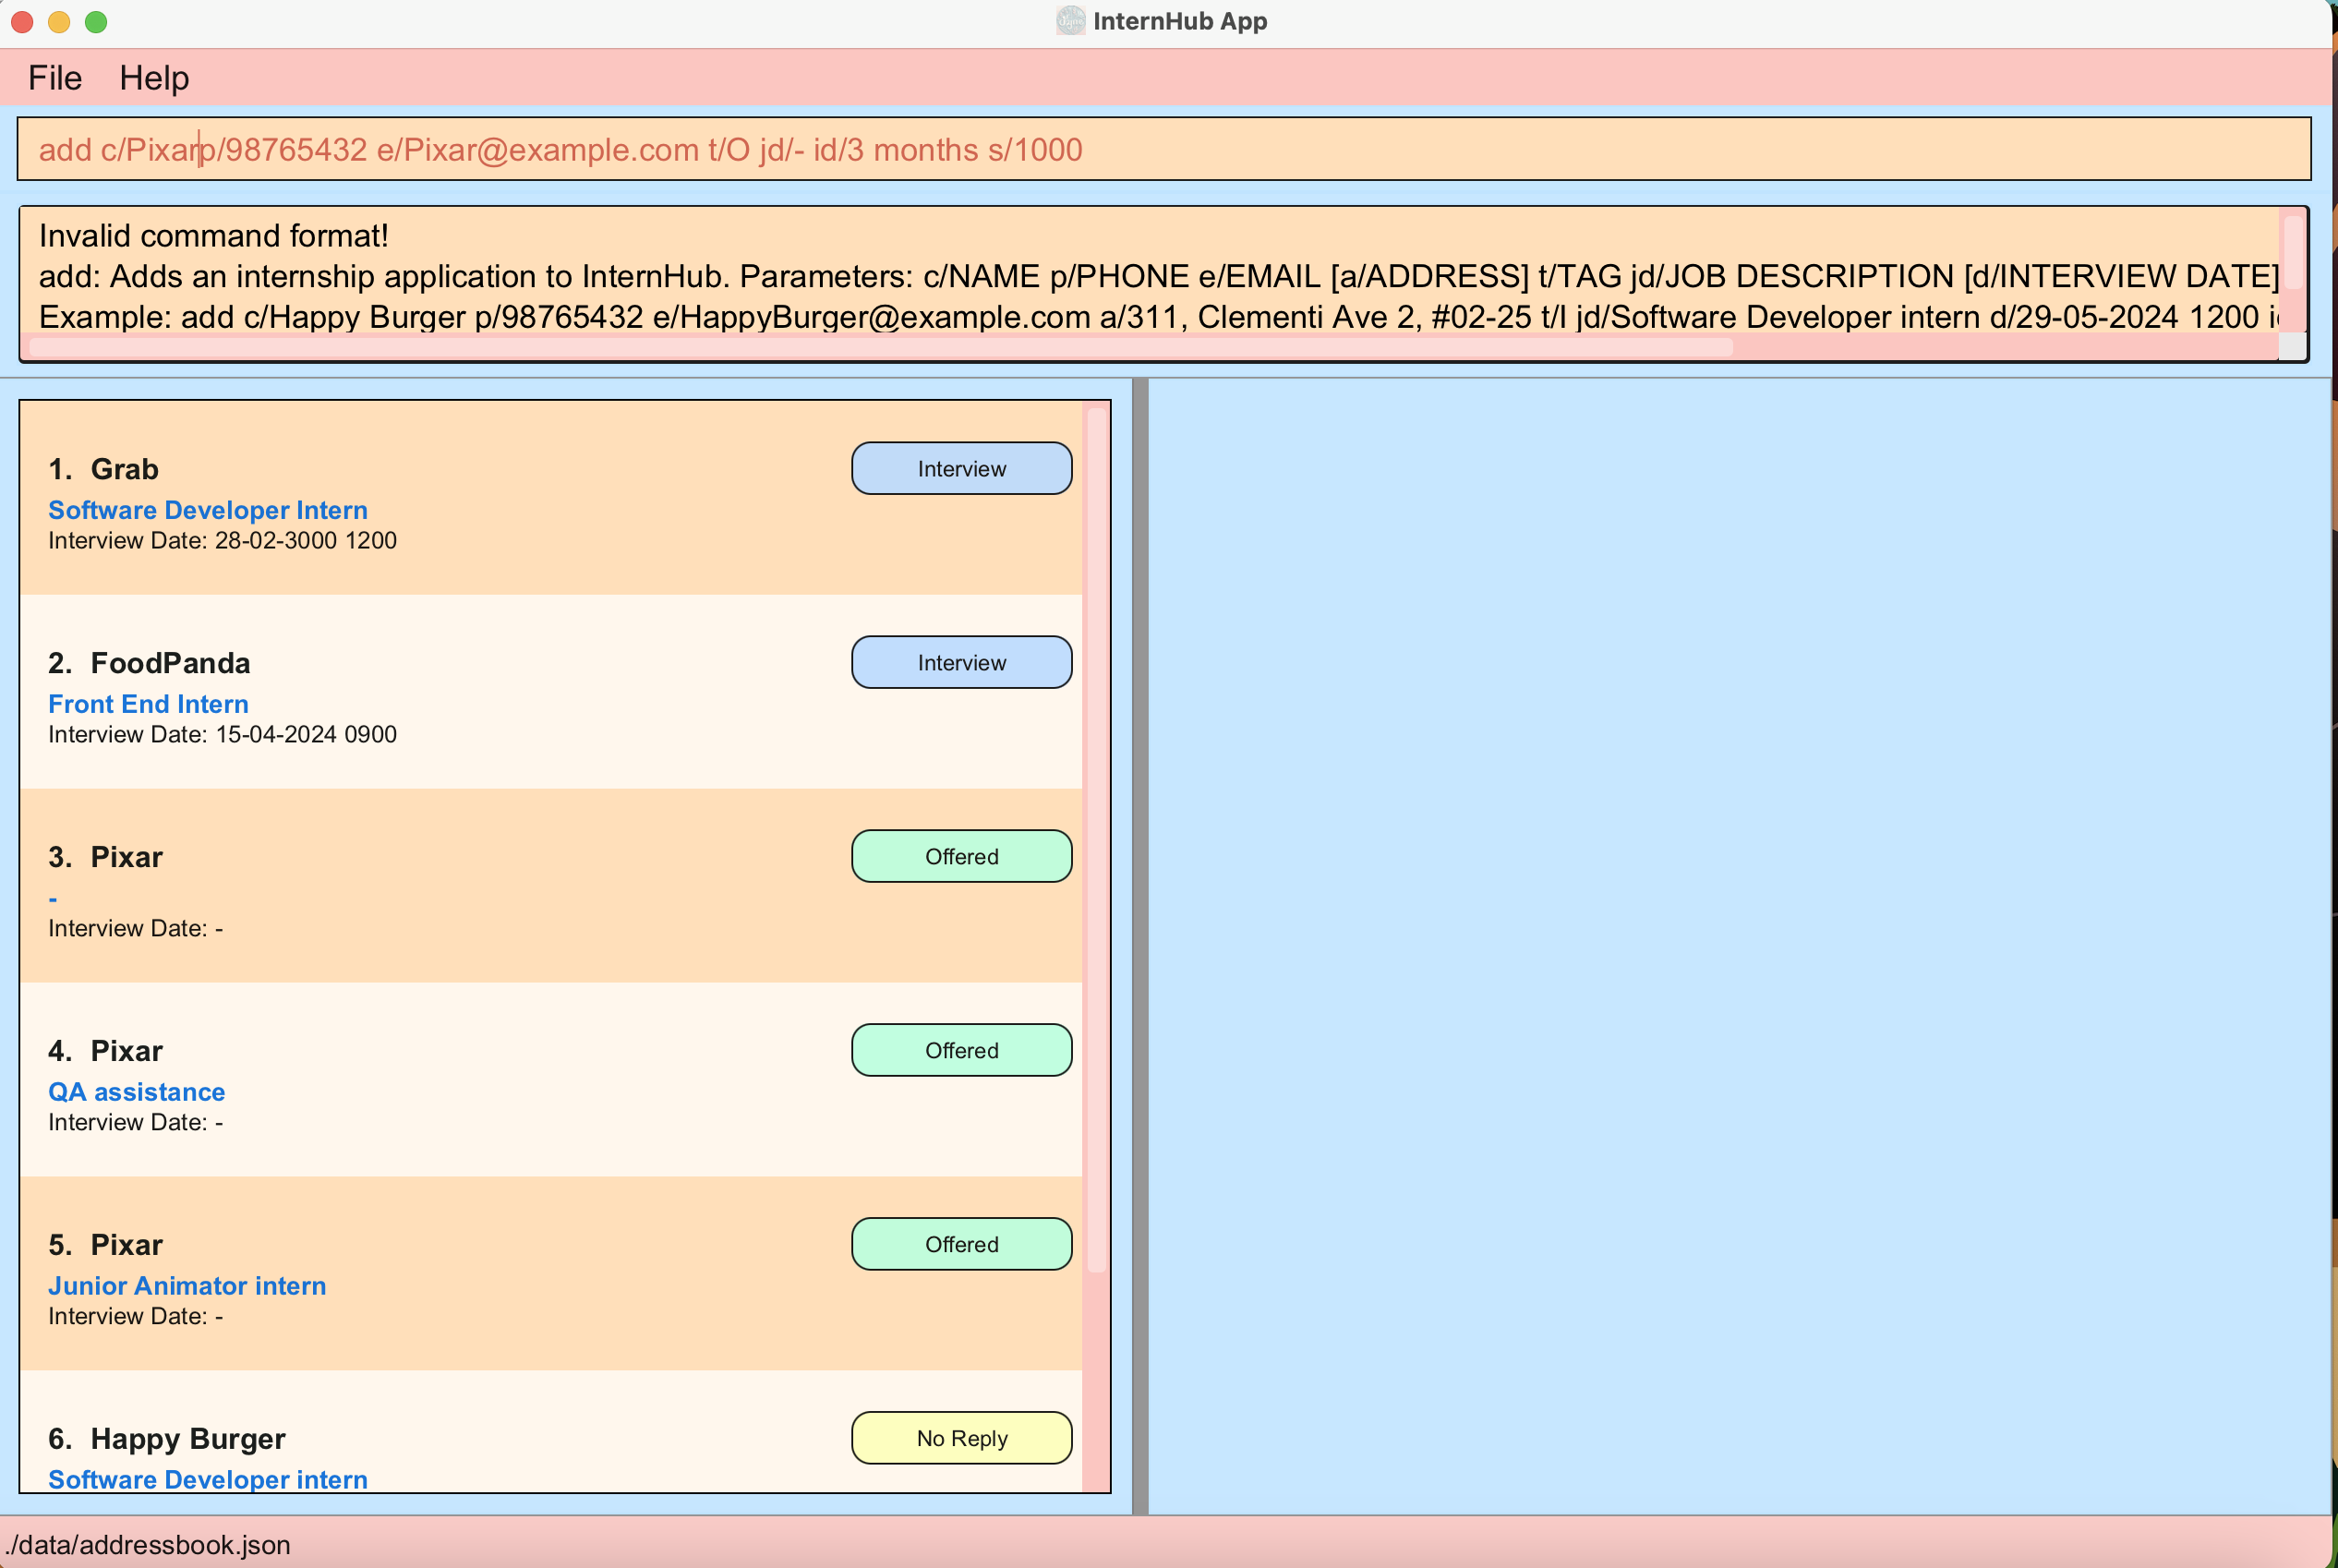 InternHub App
File Help
add c/Pixarp/98765432 e/Pixar@example.com t/O jd/- id/3 months s/1000
Invalid command format!
add: Adds an internship application to InternHub. Parameters: c/NAME p/PHONE e/EMAIL [a/ADDRESS] t/TAG jd/JOB DESCRIPTION [d/INTERVIEW DATE]
Example: add c/Happy Burger p/98765432 e/HappyBurger@example.com a/311, Clementi Ave 2, #02-25 t/I jd/Software Developer intern d/29-05-2024 1200
1. Grab
Interview
Software Developer Intern
Interview Date: 28-02-3000 1200
2. FoodPanda
Interview
Front End Intern
Interview Date: 15-04-2024 0900
3. Pixar
Offered
-
Interview Date: -
4. Pixar
Offered
QA assistance
Interview Date: -
5. Pixar
Offered
Junior Animator intern
Interview Date: -
6. Happy Burger
No Reply
Software Developer intern
./data/addressbook.json